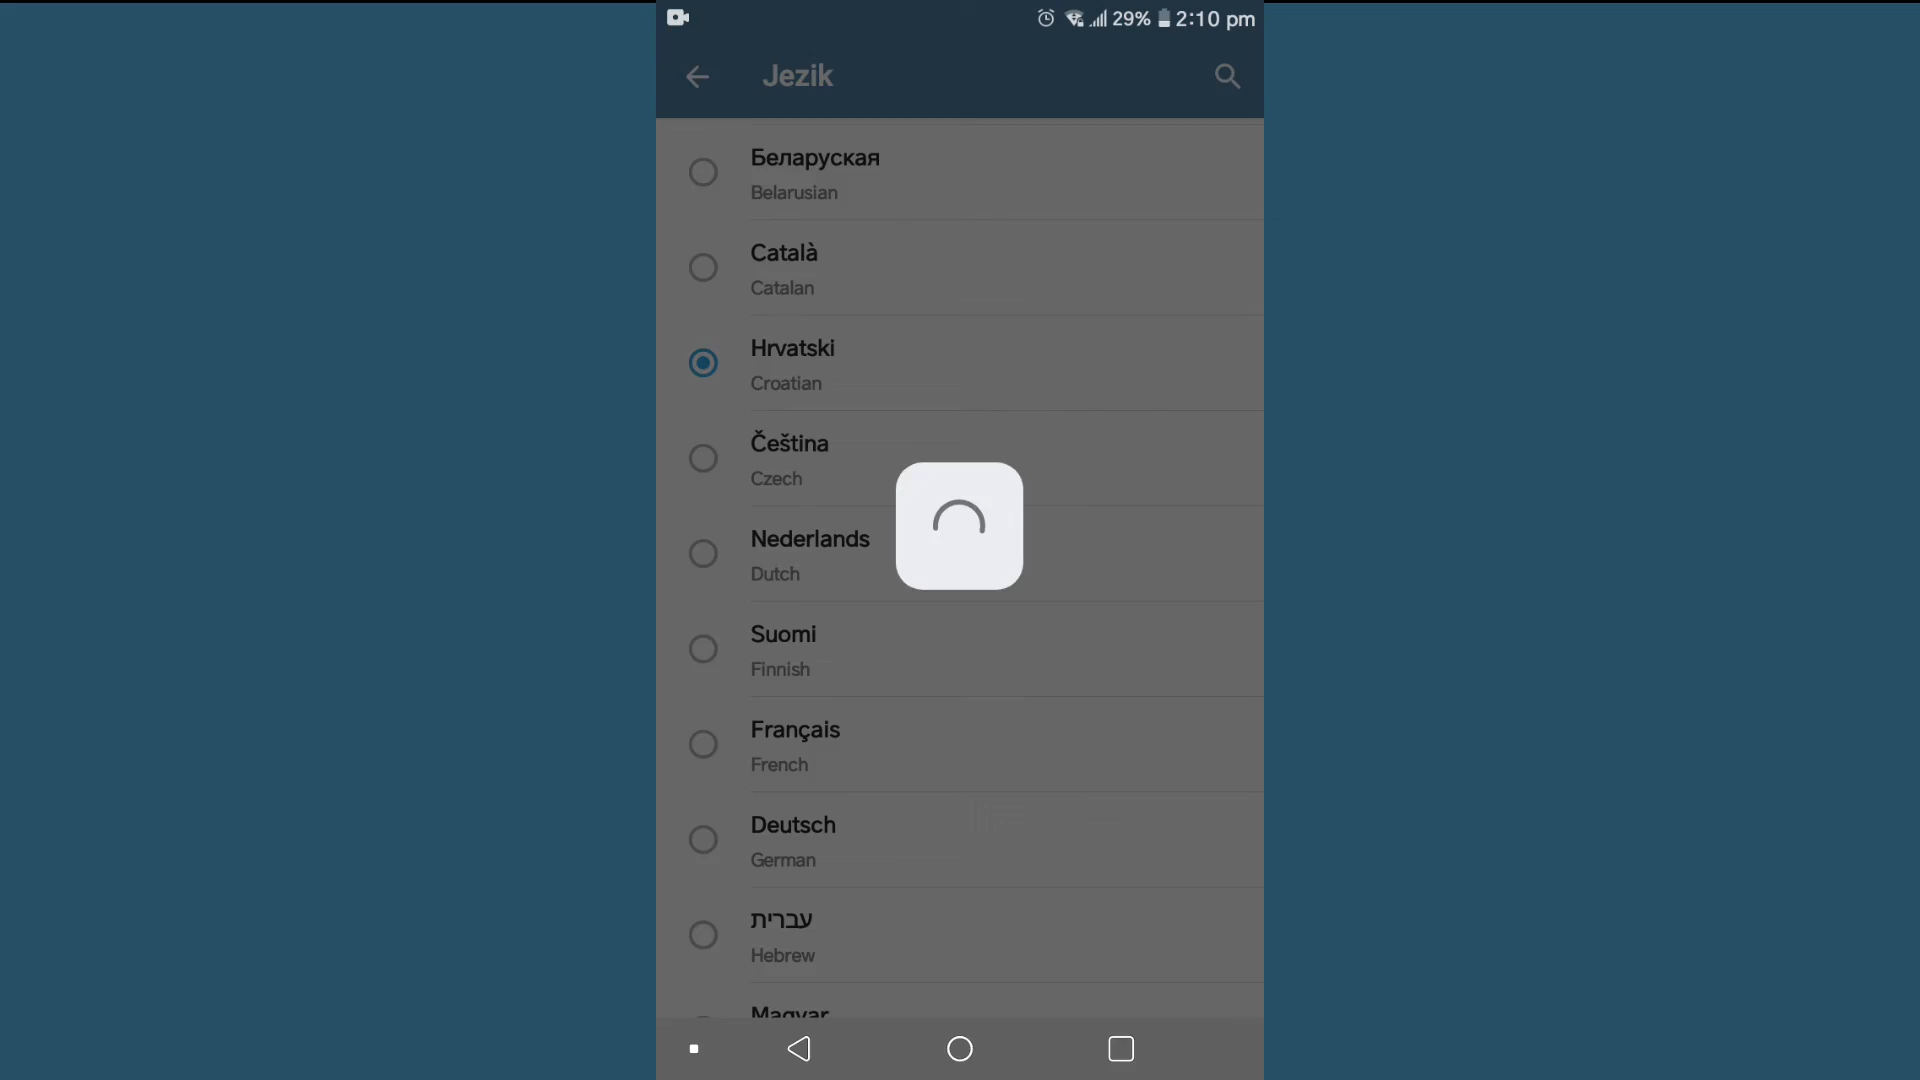 29% 2:10 pm
Jezik
Беларуская
Belarusian
Català
Catalan
Hrvatski
Croatian
Čeština
Czech
Nederlands
Dutch
Suomi
Finnish
Français
French
Deutsch
German
עברית
Hebrew
Magyar